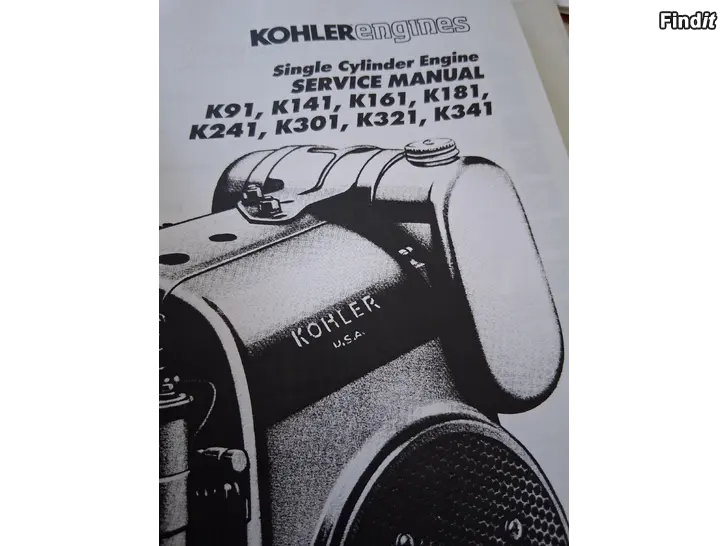 Findit
KOHLERengines
Single Cylinder Engine
SERVICE MANUAL
K91, K141, K161, K181,
K241, K301, K321, K341
KOHLER
U.S.A.